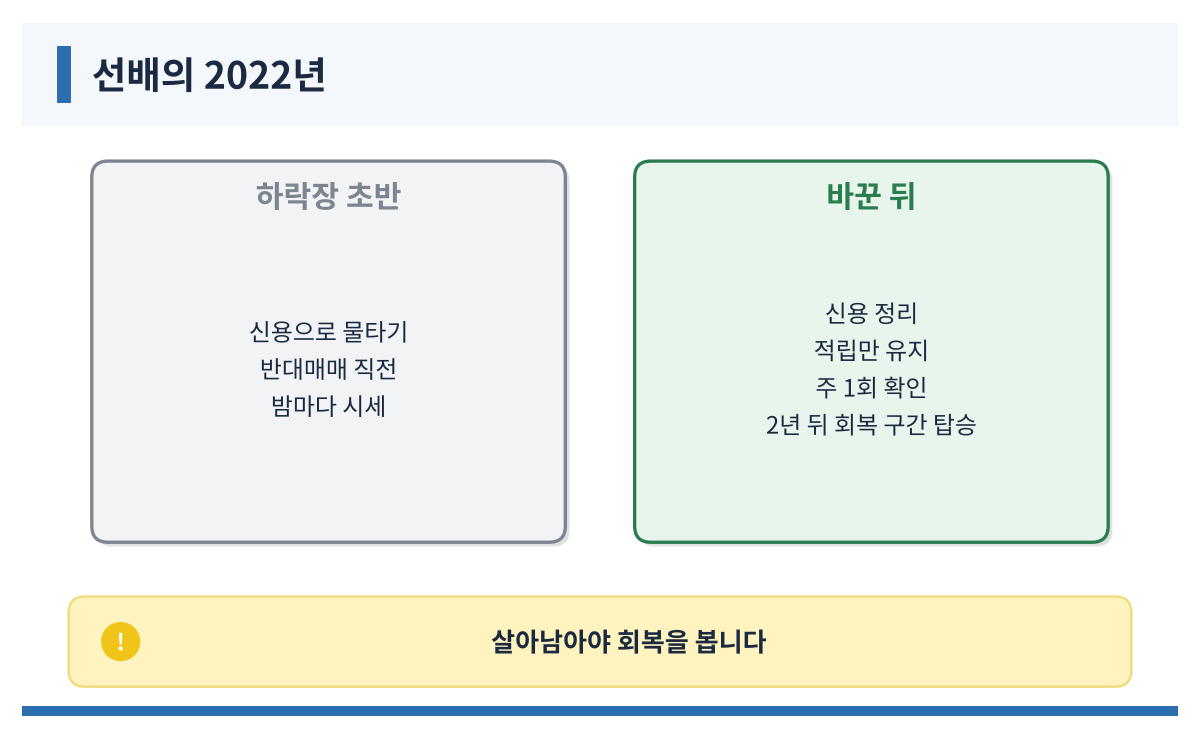 선배의 2022년
하락장 초반
신용으로 물타기
반대매매 직전
밤마다 시세
바꾼 뒤
신용 정리
적립만 유지
주 1회 확인
2년 뒤 회복 구간 탑승
!
살아남아야 회복을 봅니다